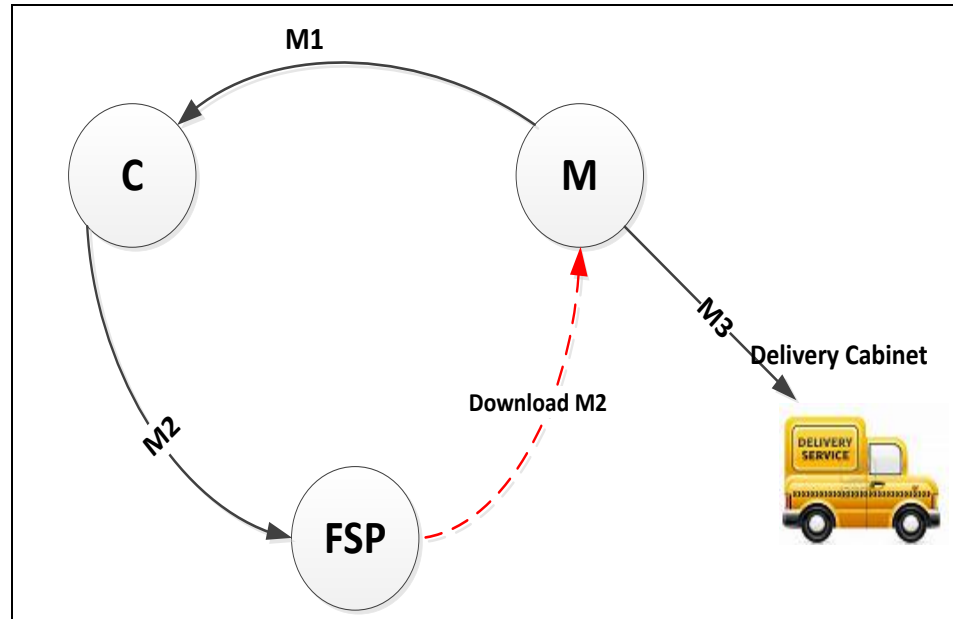 M1
C
M
M3
Delivery Cabinet
M2
Download M2
DELIVERY
SERVICE
FSP